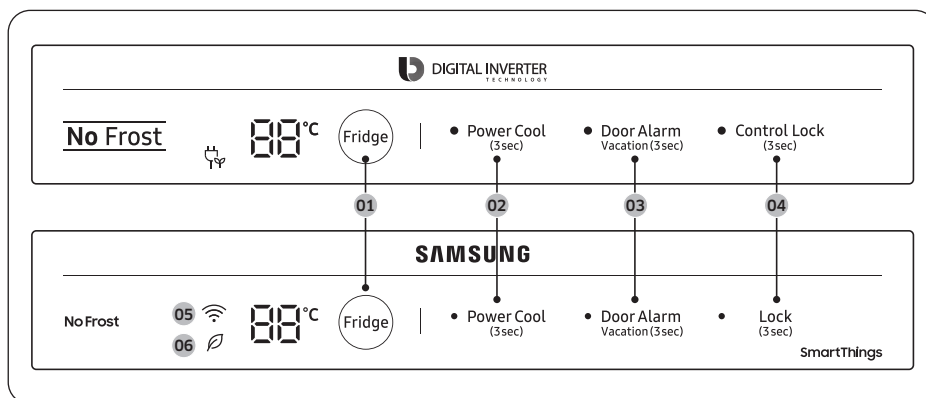 DIGITAL INVERTER
TECHNOLOGY
No Frost
88°C
Fridge
Power Cool
(3sec)
Door Alarm
Vacation (3sec)
Control Lock
(3sec)
01
02
03
04
SAMSUNG
No Frost
05
06
88°C
Fridge
Power Cool
(3sec)
Door Alarm
Vacation (3sec)
Lock
(3sec)
SmartThings